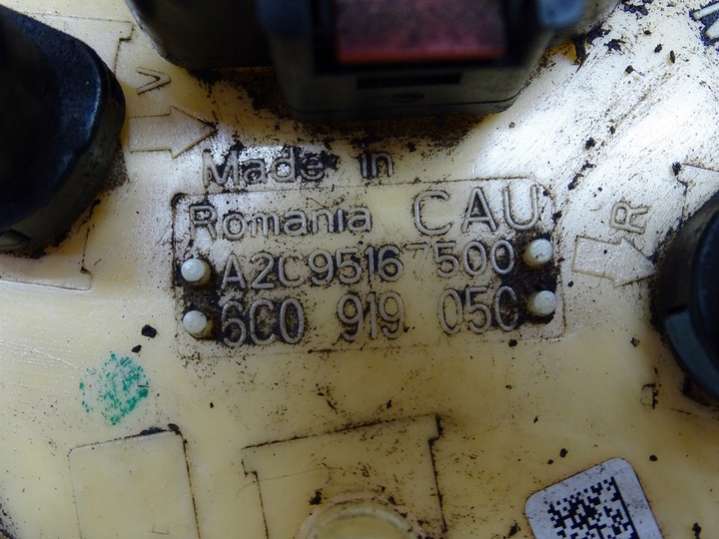 V
Made in
Romania CAU
A2C9516 500
6C0 919 050
R